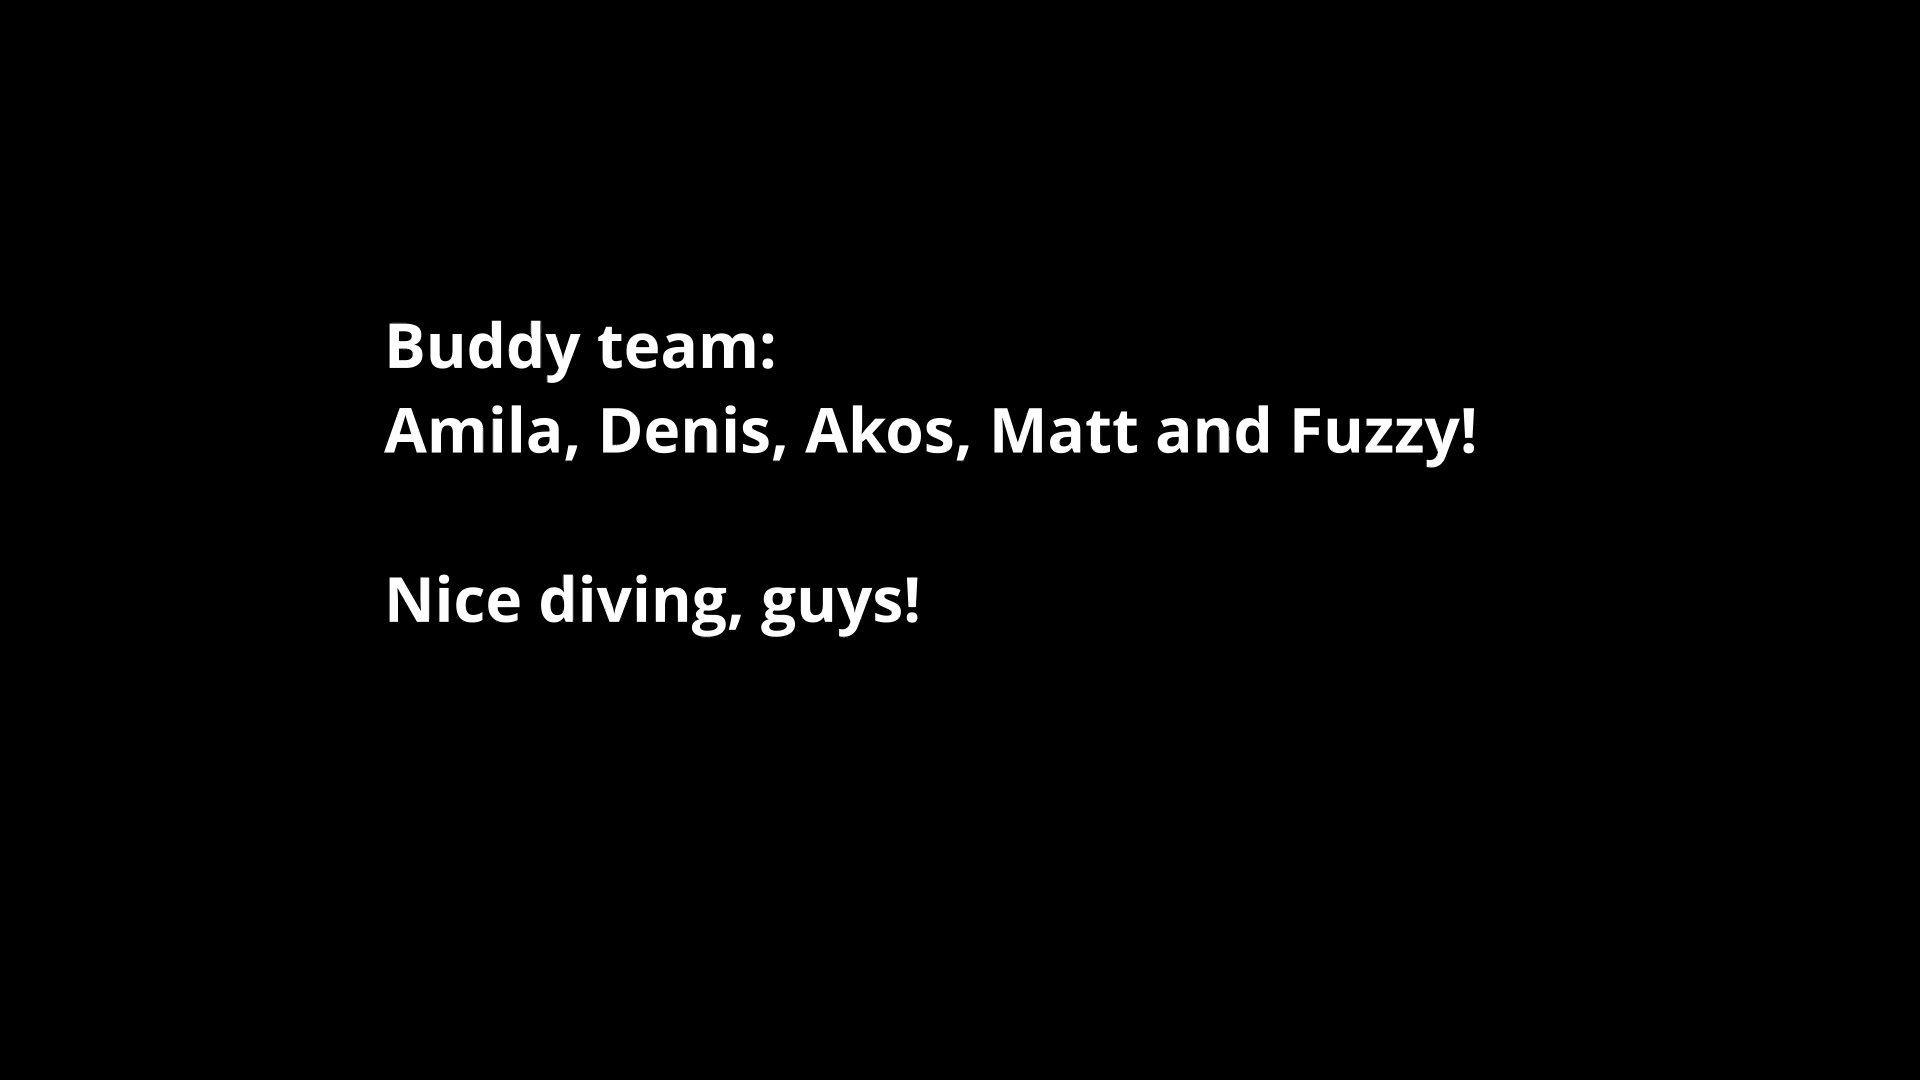 Buddy team:
Amila, Denis, Akos, Matt and Fuzzy!
Nice diving, guys!